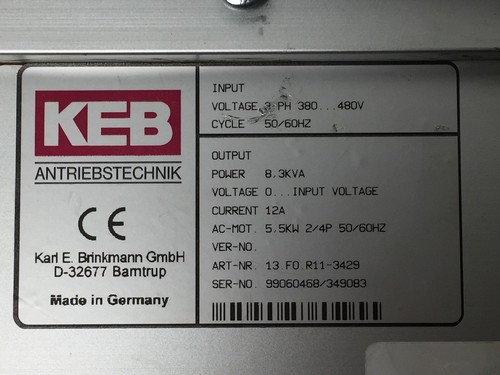 KEB
ANTRIEBSTECHNIK
CE
Karl E. Brinkmann GmbH
D-32677 Barntrup
Made in Germany
INPUT
VOLTAGE 3 PH 380...480V
CYCLE 50/60HZ
OUTPUT
POWER 8.3KVA
VOLTAGE 0...INPUT VOLTAGE
CURRENT 12A
AC-MOT. 5.5KW 2/4P 50/60HZ
VER-NO.
ART-NR. 13.F0.R11-3429
SER-NO. 99060468/349083